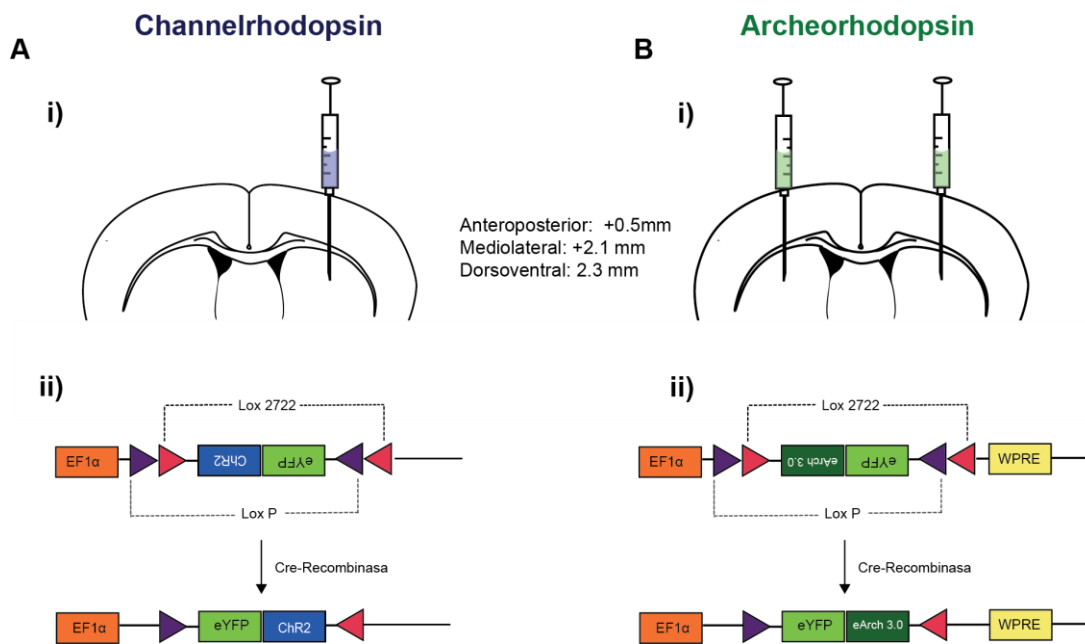 Channelrhodopsin
Archeorhodopsin
A
B
i)
i)
Anteroposterior: +0.5mm
Mediolateral: +2.1 mm
Dorsoventral: 2.3 mm
ii)
ii)
Lox 2722
Lox 2722
EF1α
ChR2
eYFP
EF1α
eArch 3.0
eYFP
WPRE
Lox P
Lox P
Cre-Recombinasa
Cre-Recombinasa
EF1α
eYFP
ChR2
EF1α
eYFP
eArch 3.0
WPRE